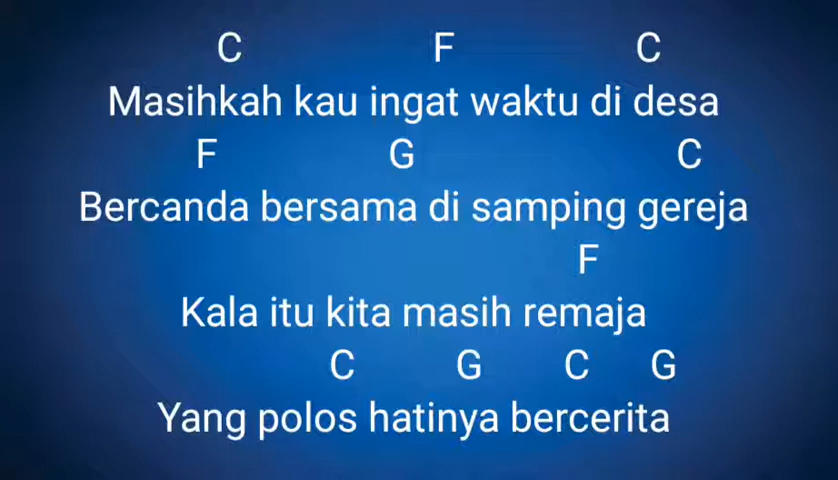 C F C
Masihkah kau ingat waktu di desa
F G C
Bercanda bersama di samping gereja
F
Kala itu kita masih remaja
C G C G
Yang polos hatinya bercerita